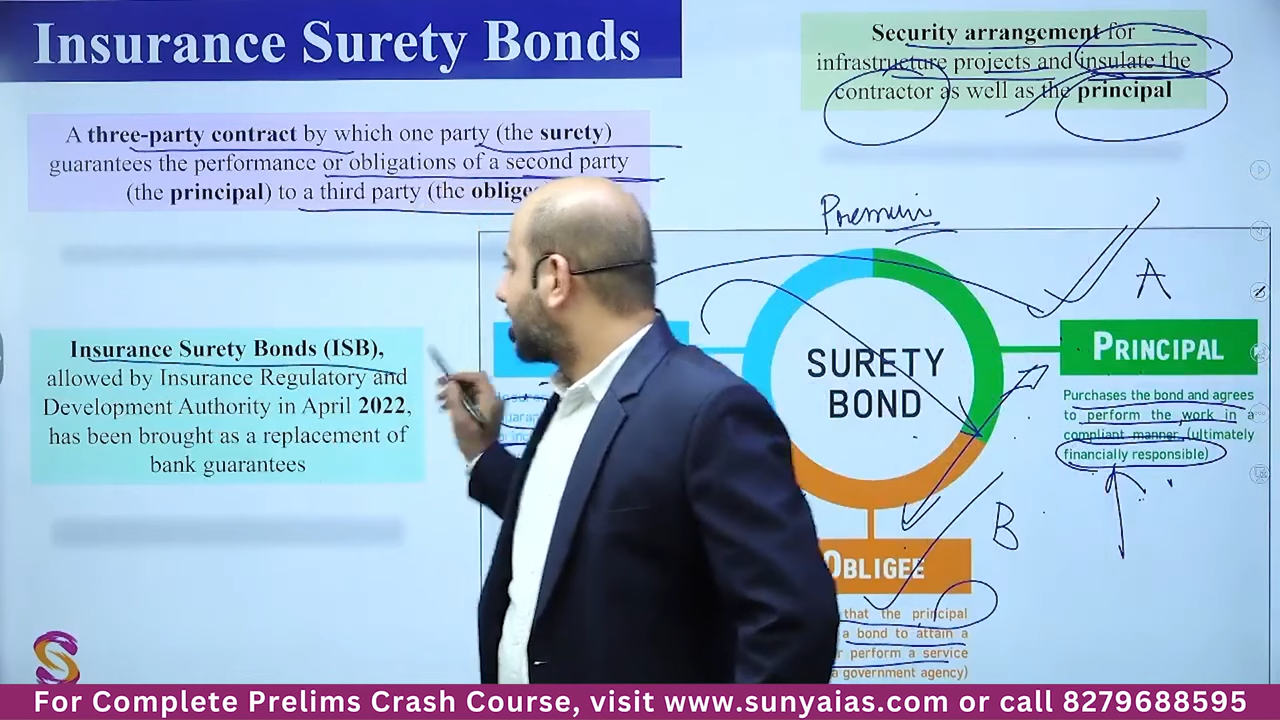 Insurance Surety Bonds
Security arrangement for
infrastructure projects and insulate the
contractor as well as the principal
A three-party contract by which one party (the surety)
guarantees the performance or obligations of a second party
(the principal) to a third party (the
Premium
A
Insurance Surety Bonds (ISB),
allowed by Insurance Regulatory and
Development Authority in April 2022,
has been brought as a replacement of
bank guarantees
SURETY
BOND
PRINCIPAL
Purchases the bond and agrees
to perform the work in a
compliant manner (ultimately
financially responsible)
B
OBLIGEE
that the principal
a bond to attain a
perform a service
a government agency)
For Complete Prelims Crash Course, visit www.sunyaias.com or call 8279688595